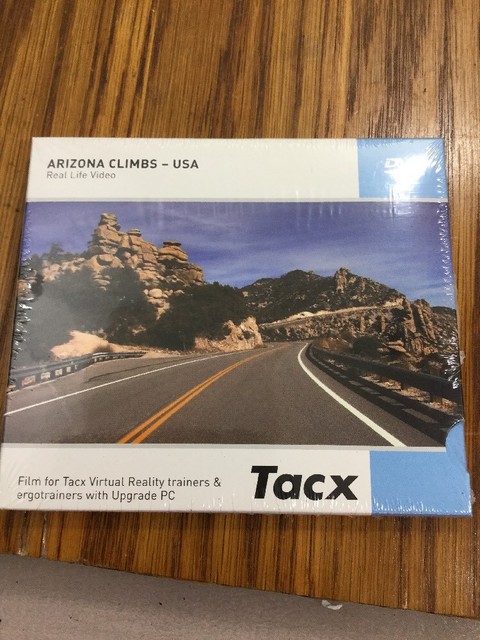 ARIZONA CLIMBS – USA
Real Life Video
Film for Tacx Virtual Reality trainers &
ergotrainers with Upgrade PC
Tacx